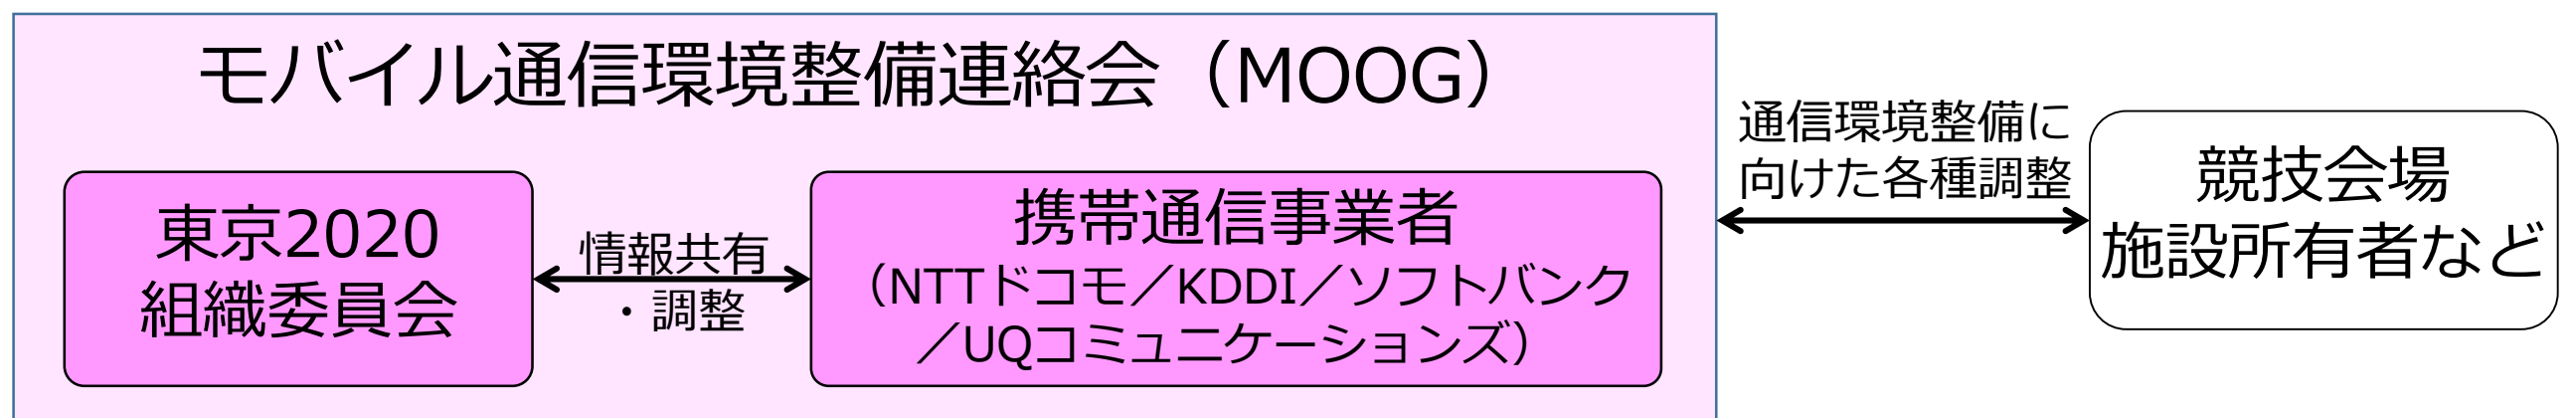 モバイル通信環境整備連絡会（MOOG）
東京2020
組織委員会
情報共有
・調整
携帯通信事業者
（NTTドコモ／KDDI／ソフトバンク
／UQコミュニケーションズ）
通信環境整備に
向けた各種調整
競技会場
施設所有者など